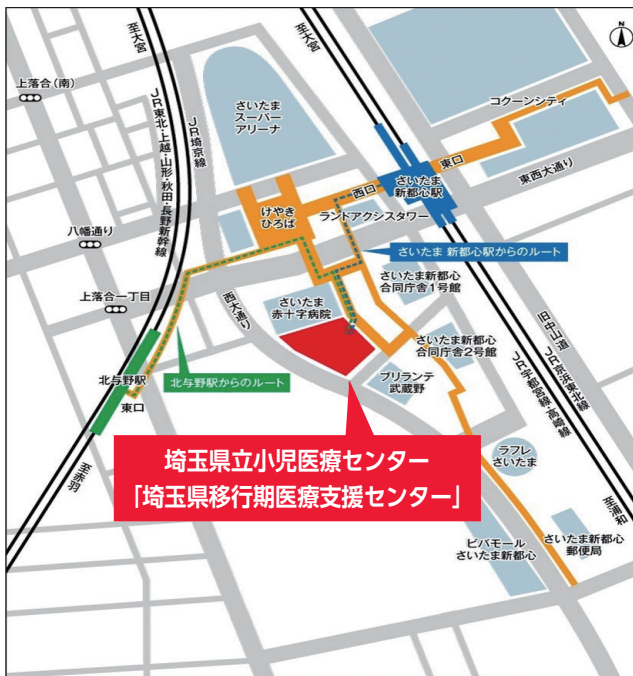 至大宮
至大宮
N
上落合（南）
JR東北・上越・山形・秋田・長野新幹線
JR埼京線
さいたま
スーパー
アリーナ
コクーンシティ
東口
さいたま
新都心駅
西口
東西大通り
けやき
ひろば
ランドアクシスタワー
八幡通り
さいたま 新都心駅からのルート
さいたま新都心
合同庁舎1号館
上落合一丁目
西大通り
さいたま
赤十字病院
旧中山道
さいたま新都心
合同庁舎2号館
JR京浜東北線
JR宇都宮線・高崎線
北与野駅
北与野駅からのルート
東口
ブリランテ
武蔵野
至赤羽
埼玉県立小児医療センター
「埼玉県移行期医療支援センター」
ラフレ
さいたま
至浦和
ビバモール
さいたま新都心
さいたま新都心
郵便局